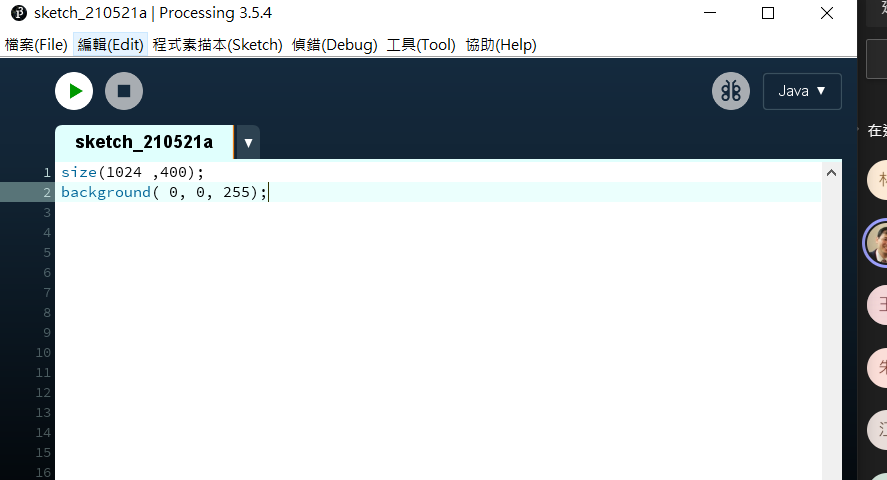 sketch_210521a | Processing 3.5.4
檔案(File) 編輯(Edit) 程式素描本(Sketch) 偵錯(Debug) 工具(Tool) 協助(Help)
Java ▼
sketch_210521a ▼
1 size(1024 ,400);
2 background( 0, 0, 255);
3
4
5
6
7
8
9
10
11
12
13
14
15
16
在
王
朱
江